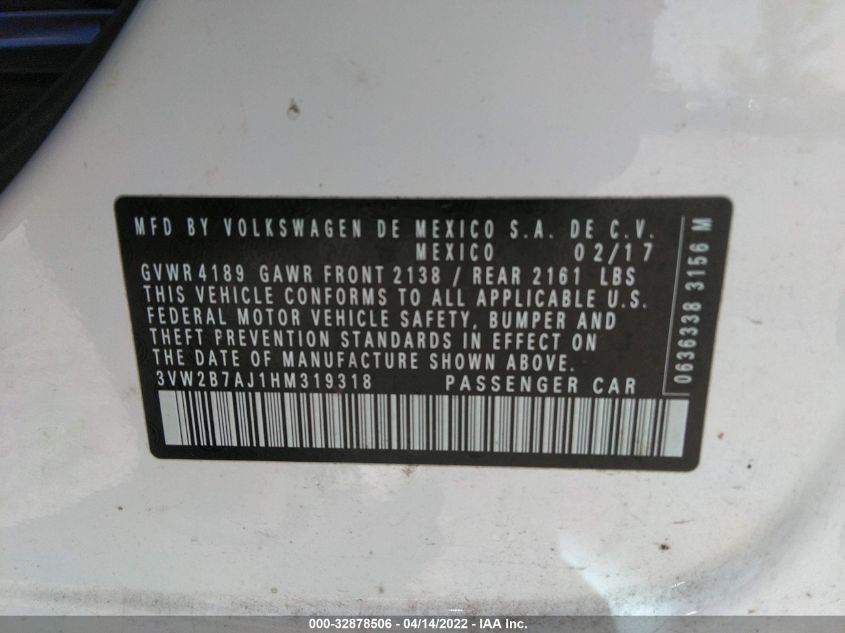 MFD BY VOLKSWAGEN DE MEXICO S.A. DE C.V.
MEXICO 02/17
GVWR 4189 GAWR FRONT 2138 / REAR 2161 LBS
THIS VEHICLE CONFORMS TO ALL APPLICABLE U.S.
FEDERAL MOTOR VEHICLE SAFETY, BUMPER AND
THEFT PREVENTION STANDARDS IN EFFECT ON
THE DATE OF MANUFACTURE SHOWN ABOVE.
3VW2B7AJ1HM319318 PASSENGER CAR
0636338 3156 M
000-32878506 - 04/14/2022 - IAA Inc.